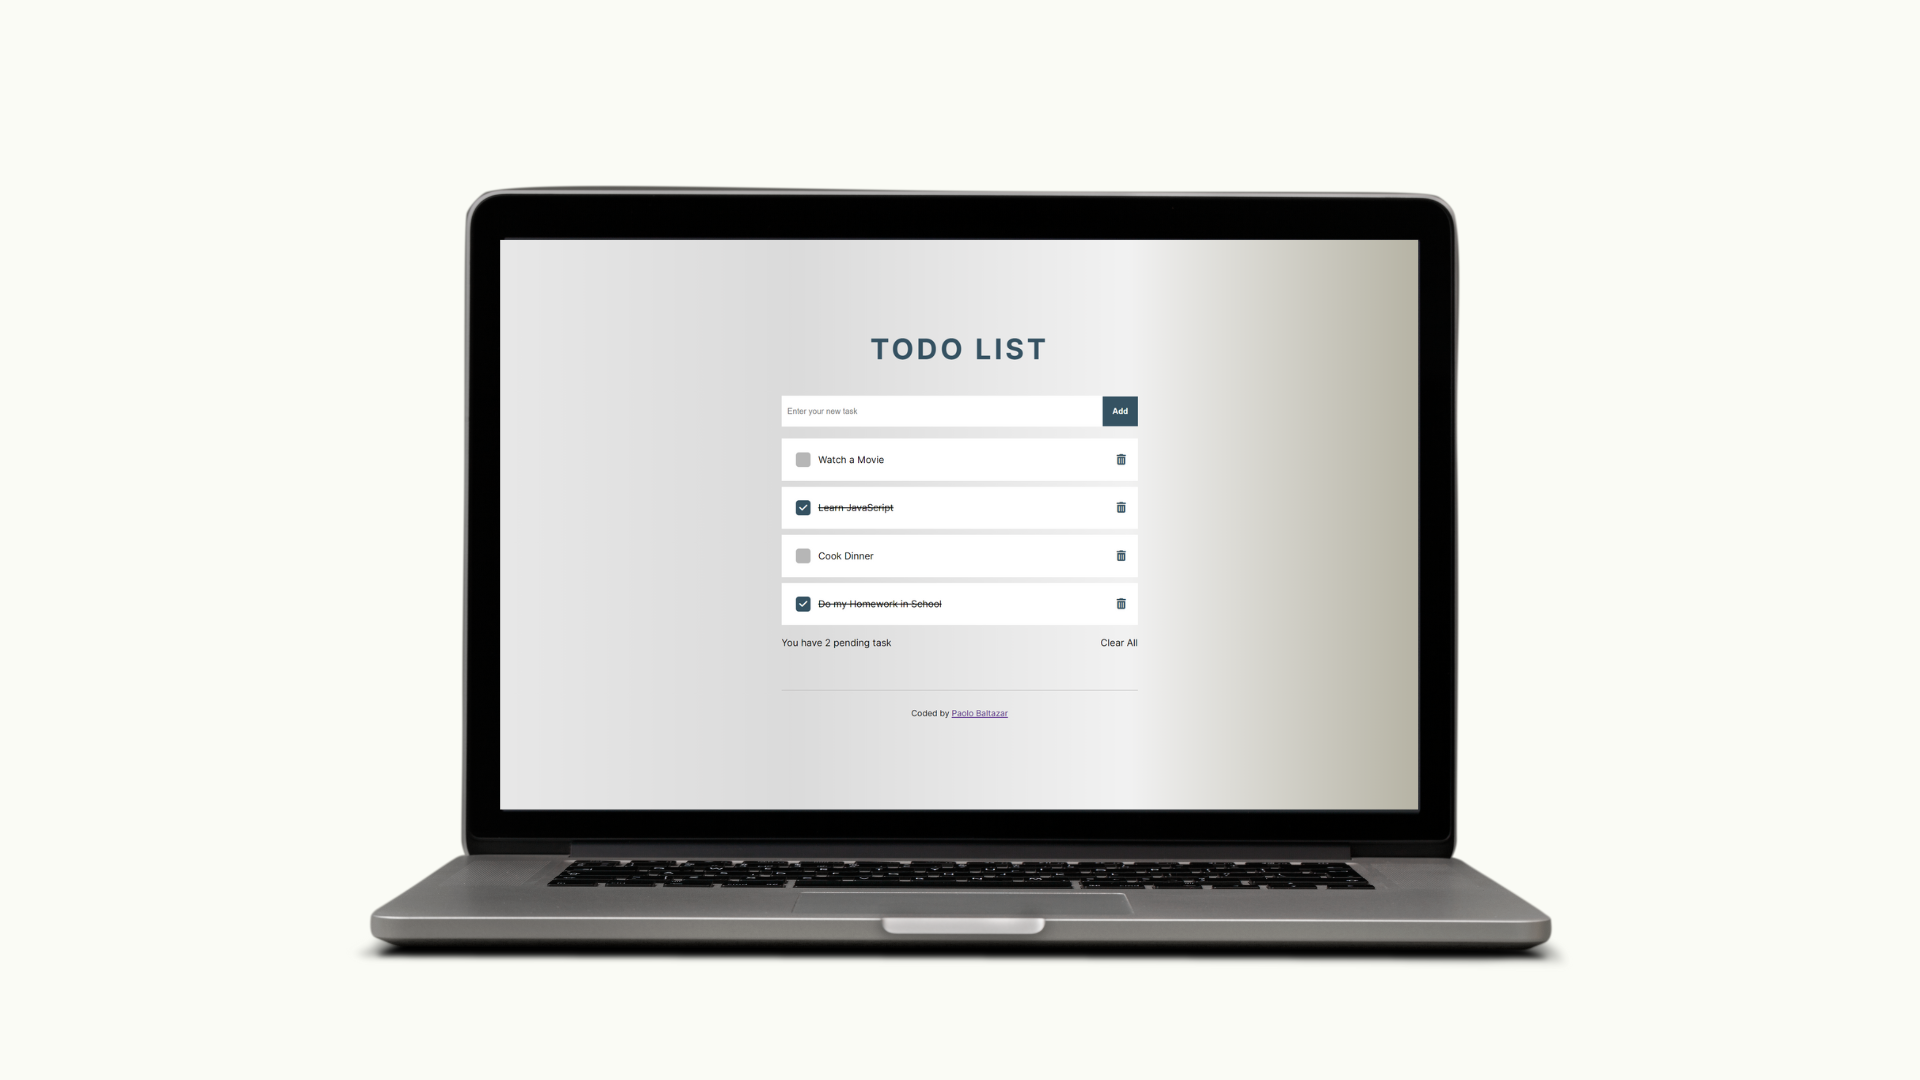 TODO LIST
Enter your new task
Add
Watch a Movie
Learn JavaScript
Cook Dinner
Do my Homework in School
You have 2 pending task
Clear All
Coded by Paolo Baltazar